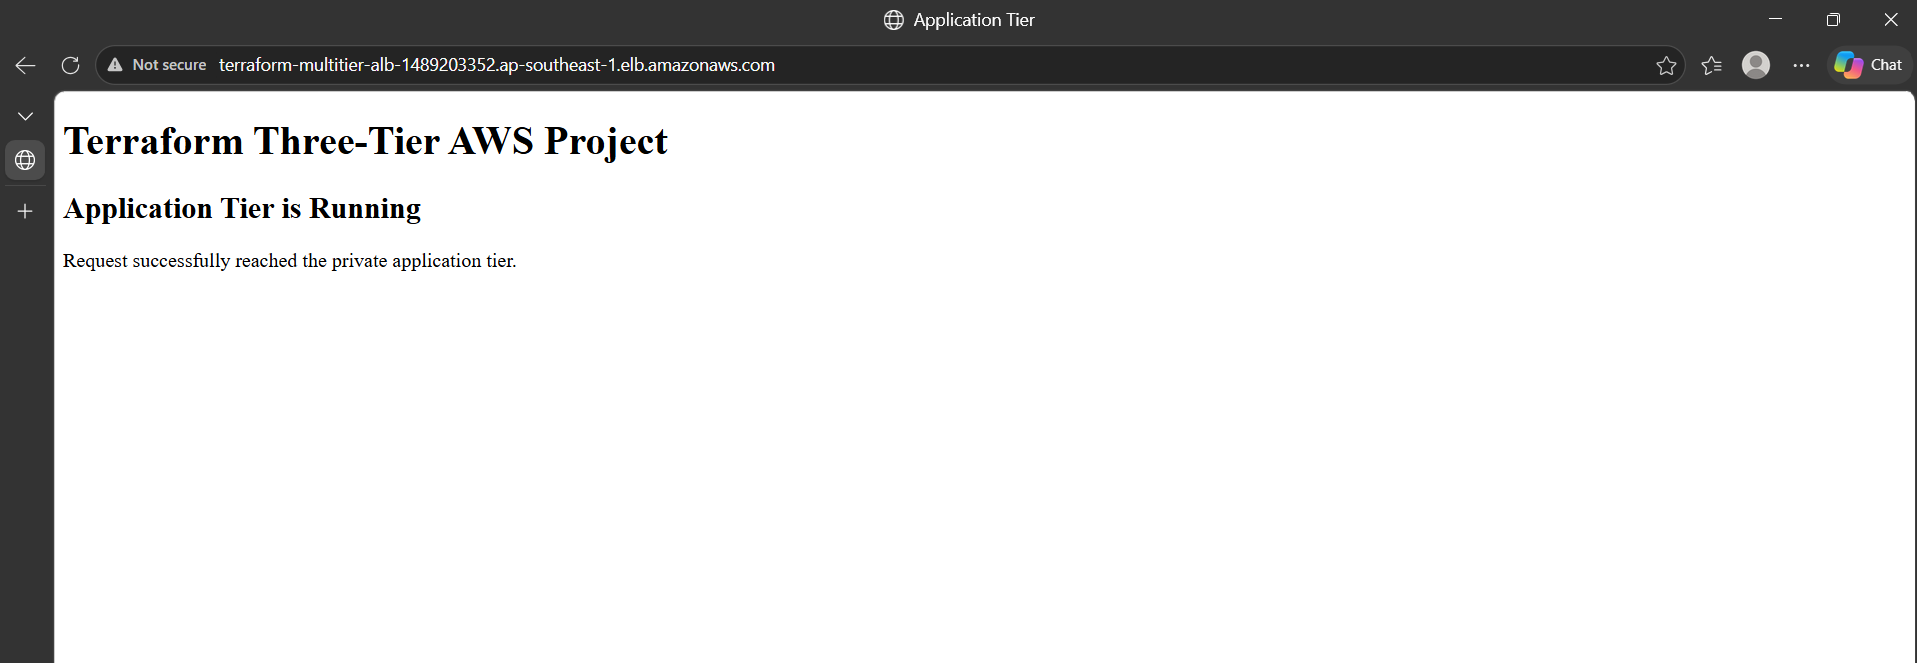 Application Tier
Not secure terraform-multitier-alb-1489203352.ap-southeast-1.elb.amazonaws.com
Chat
Terraform Three-Tier AWS Project
Application Tier is Running
Request successfully reached the private application tier.